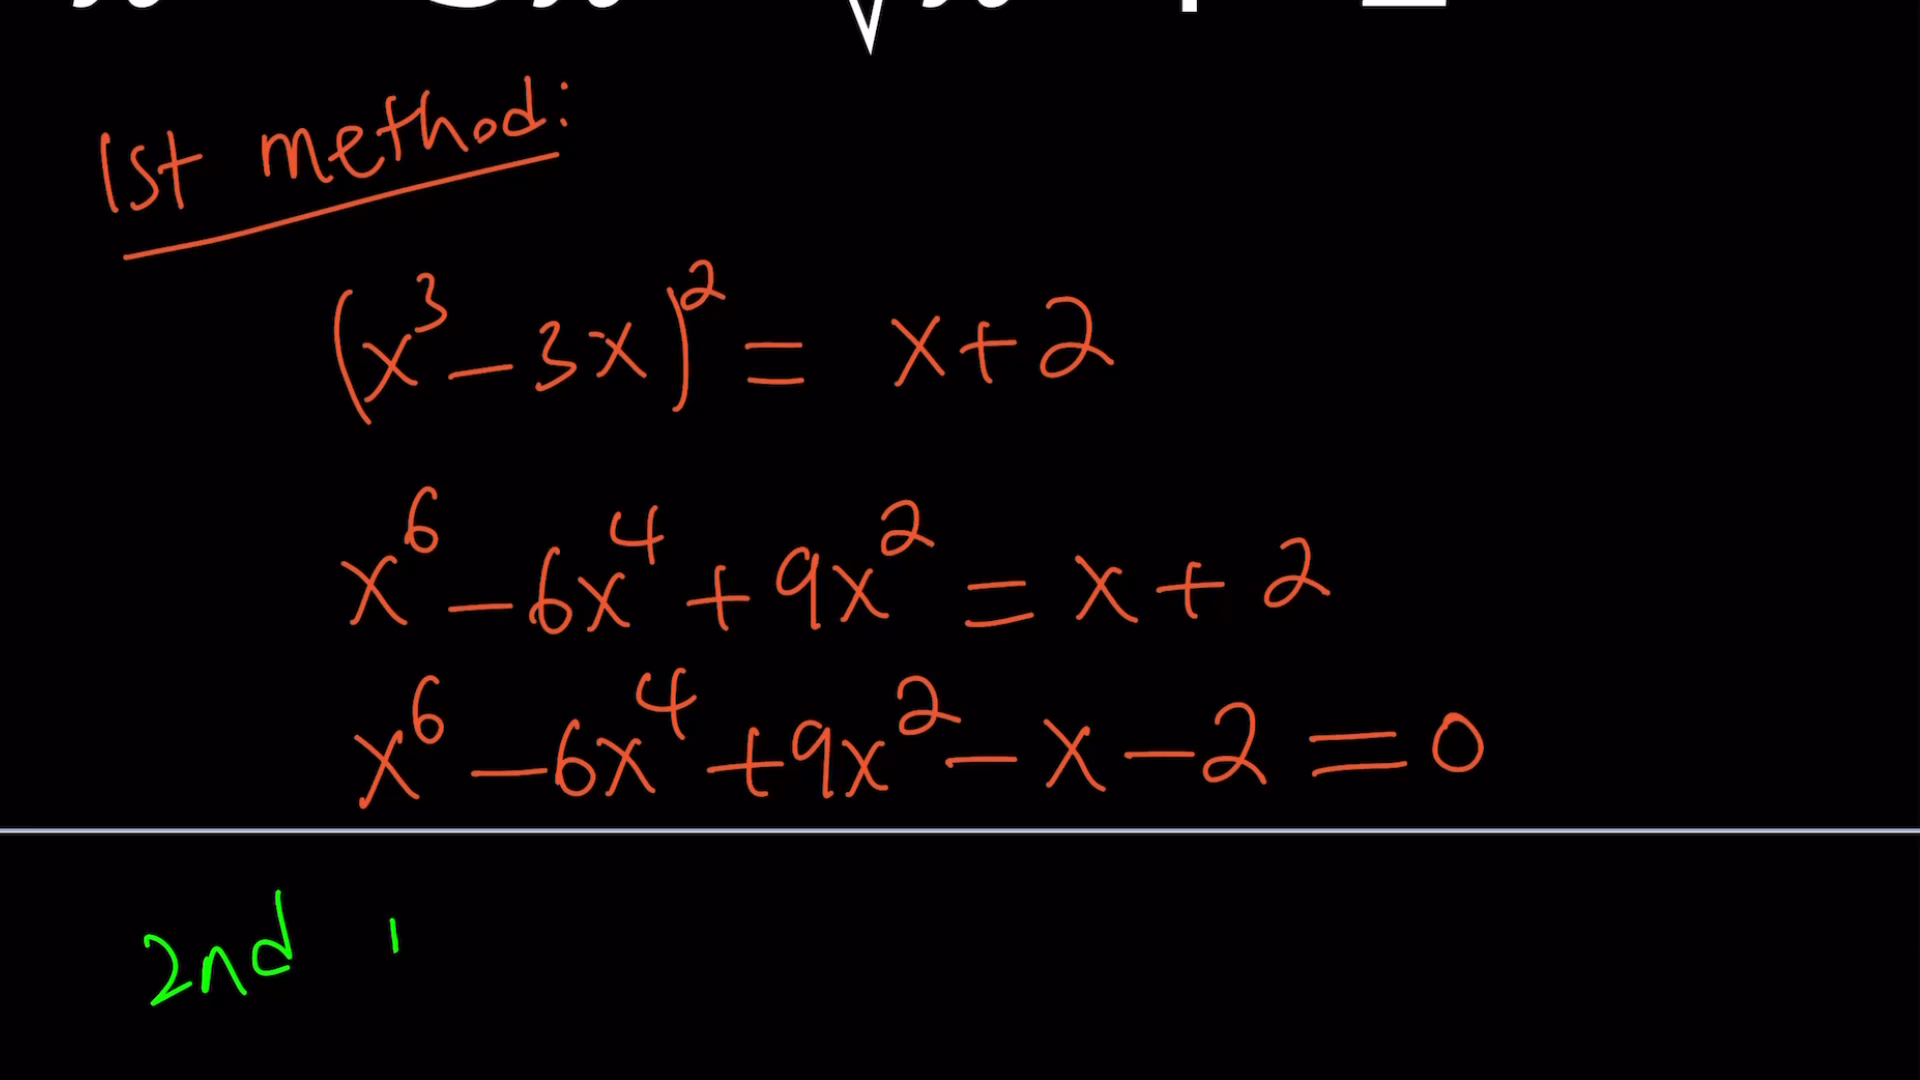 1st method:
(x³ - 3x)² = x + 2
x⁶ - 6x⁴ + 9x² = x + 2
x⁶ - 6x⁴ + 9x² - x - 2 = 0
2nd